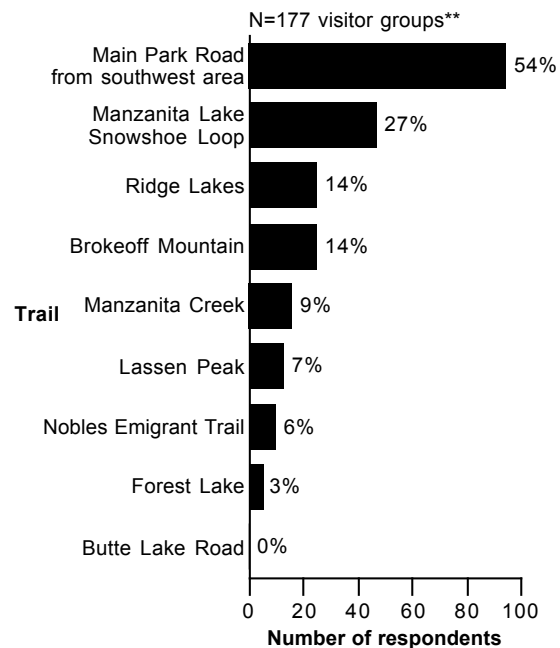 N=177 visitor groups**
Main Park Road
from southwest area
54%
Manzanita Lake
Snowshoe Loop
27%
Ridge Lakes
14%
Brokeoff Mountain
14%
Trail
Manzanita Creek
9%
Lassen Peak
7%
Nobles Emigrant Trail
6%
Forest Lake
3%
Butte Lake Road
0%
0 20 40 60 80 100
Number of respondents